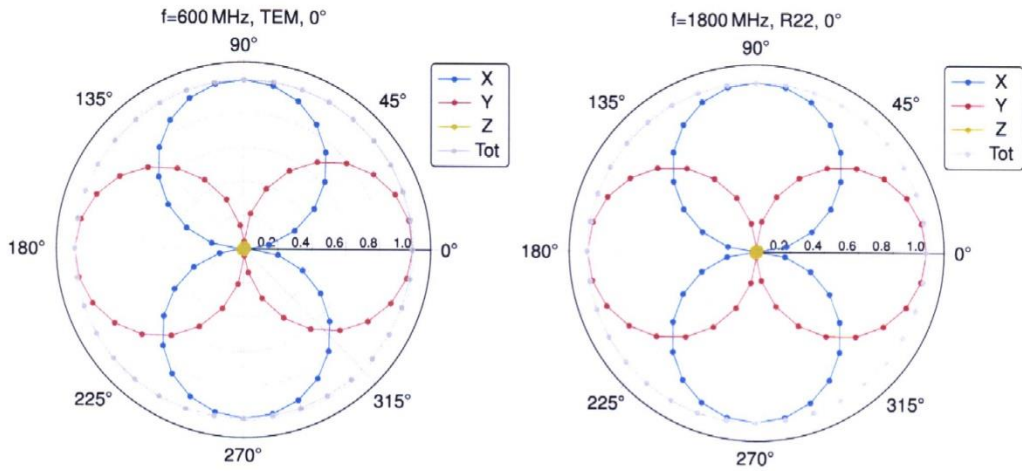 f=600 MHz, TEM, 0°
90°
135°
45°
180°
0.2 0.4 0.6 0.8 1.0
0°
225°
315°
270°
X
Y
Z
Tot
f=1800 MHz, R22, 0°
90°
135°
45°
180°
0.2 0.4 0.6 0.8 1.0
0°
225°
315°
270°
X
Y
Z
Tot